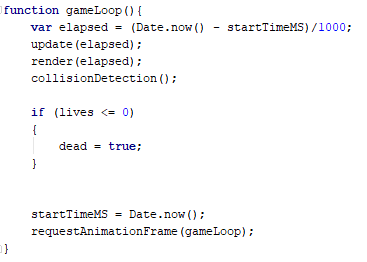 function gameLoop(){
var elapsed = (Date.now() - startTimeMS)/1000;
update(elapsed);
render(elapsed);
collisionDetection();
if (lives <= 0)
{
dead = true;
}
startTimeMS = Date.now();
requestAnimationFrame(gameLoop);
}